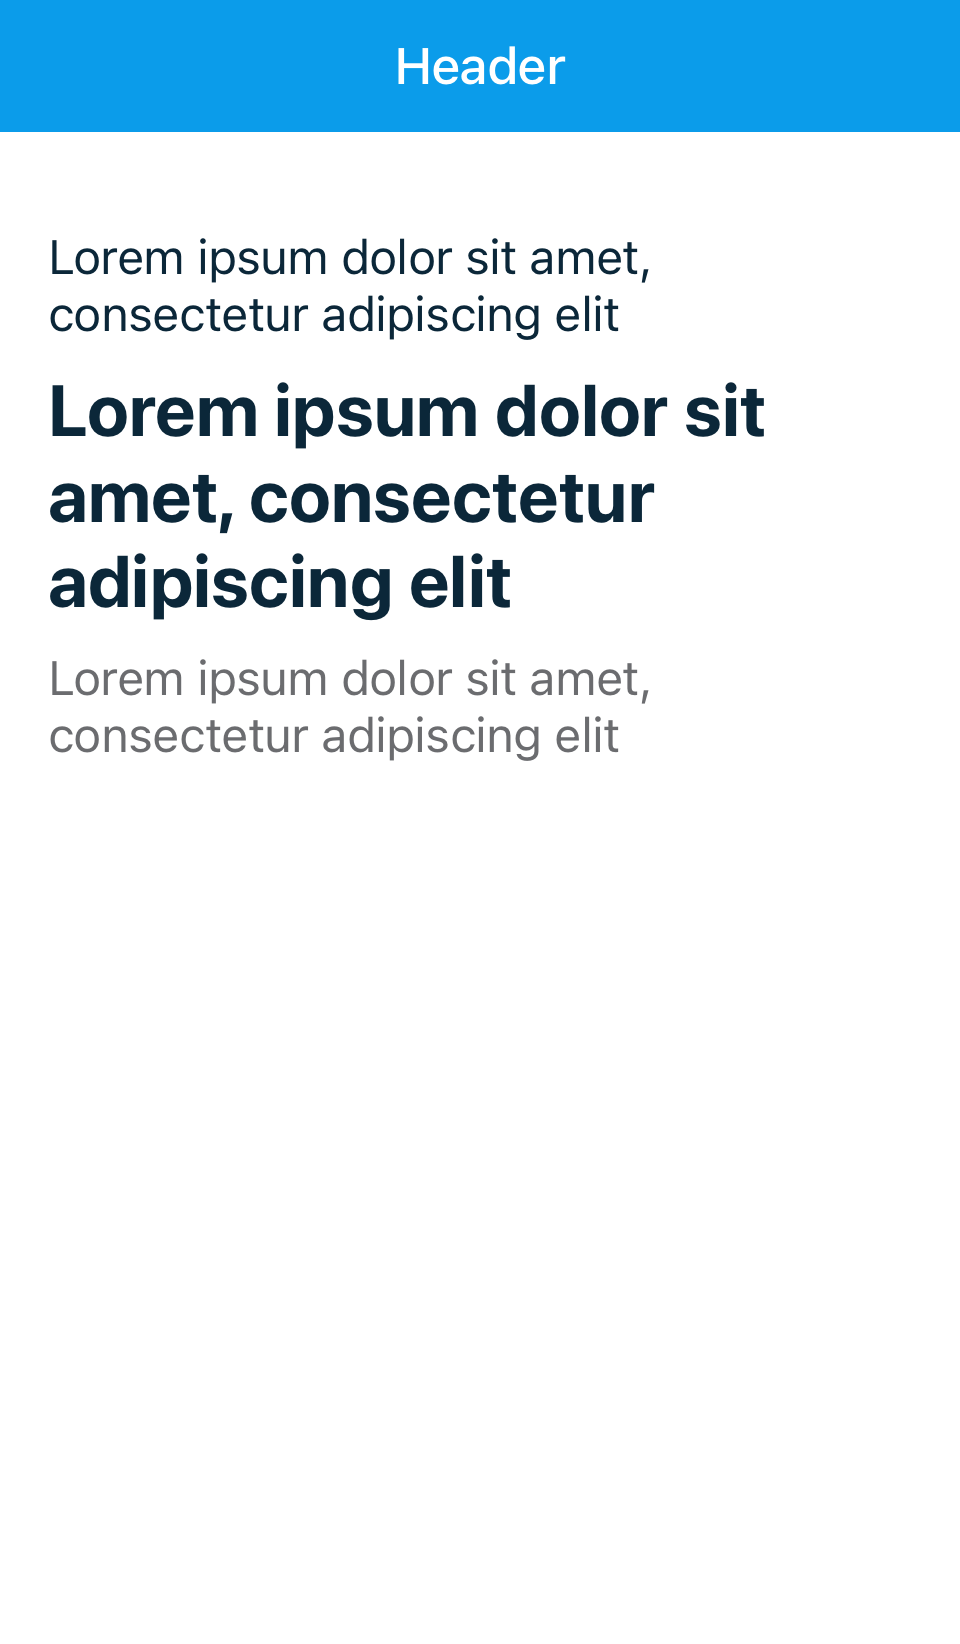 Header
Lorem ipsum dolor sit amet,
consectetur adipiscing elit
Lorem ipsum dolor sit
amet, consectetur
adipiscing elit
Lorem ipsum dolor sit amet,
consectetur adipiscing elit